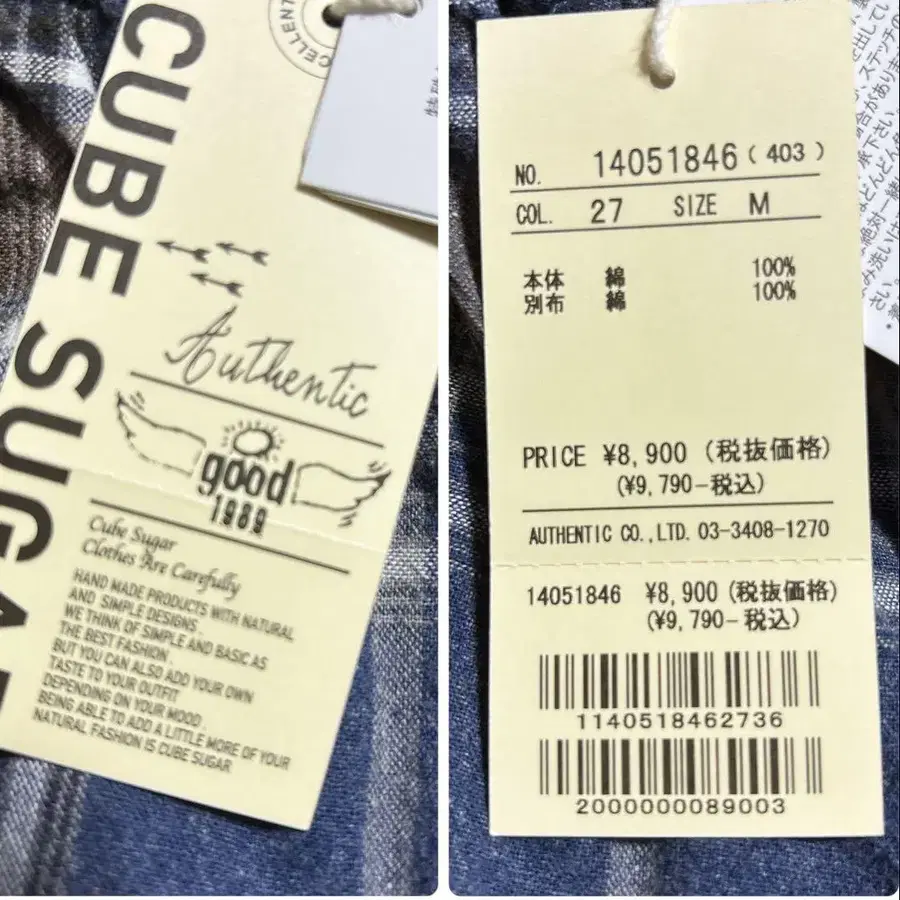 CUBE SUGAR
Authentic
good
1989
Cube Sugar
Clothes Are Carefully
HAND MADE PRODUCTS WITH NATURAL
AND SIMPLE DESIGNS.
WE THINK OF SIMPLE AND BASIC AS
THE BEST FASHION.
BUT YOU CAN ALSO ADD YOUR OWN
TASTE TO YOUR OUTFIT
DEPENDING ON YOUR MOOD.
BEING ABLE TO ADD A LITTLE MORE OF YOUR
NATURAL FASHION IS CUBE SUGAR
NO. 14051846 (403)
COL. 27 SIZE M
本体 綿 100%
別布 綿 100%
PRICE ¥8,900 (税抜価格)
(¥9,790-税込)
AUTHENTIC CO.,LTD. 03-3408-1270
14051846 ¥8,900 (税抜価格)
(¥9,790-税込)
1140518462736
2000000089003